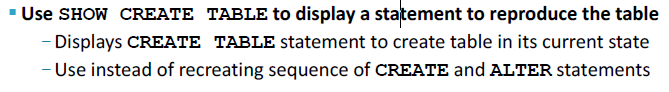 ▪ Use SHOW CREATE TABLE to display a statement to reproduce the table
– Displays CREATE TABLE statement to create table in its current state
– Use instead of recreating sequence of CREATE and ALTER statements